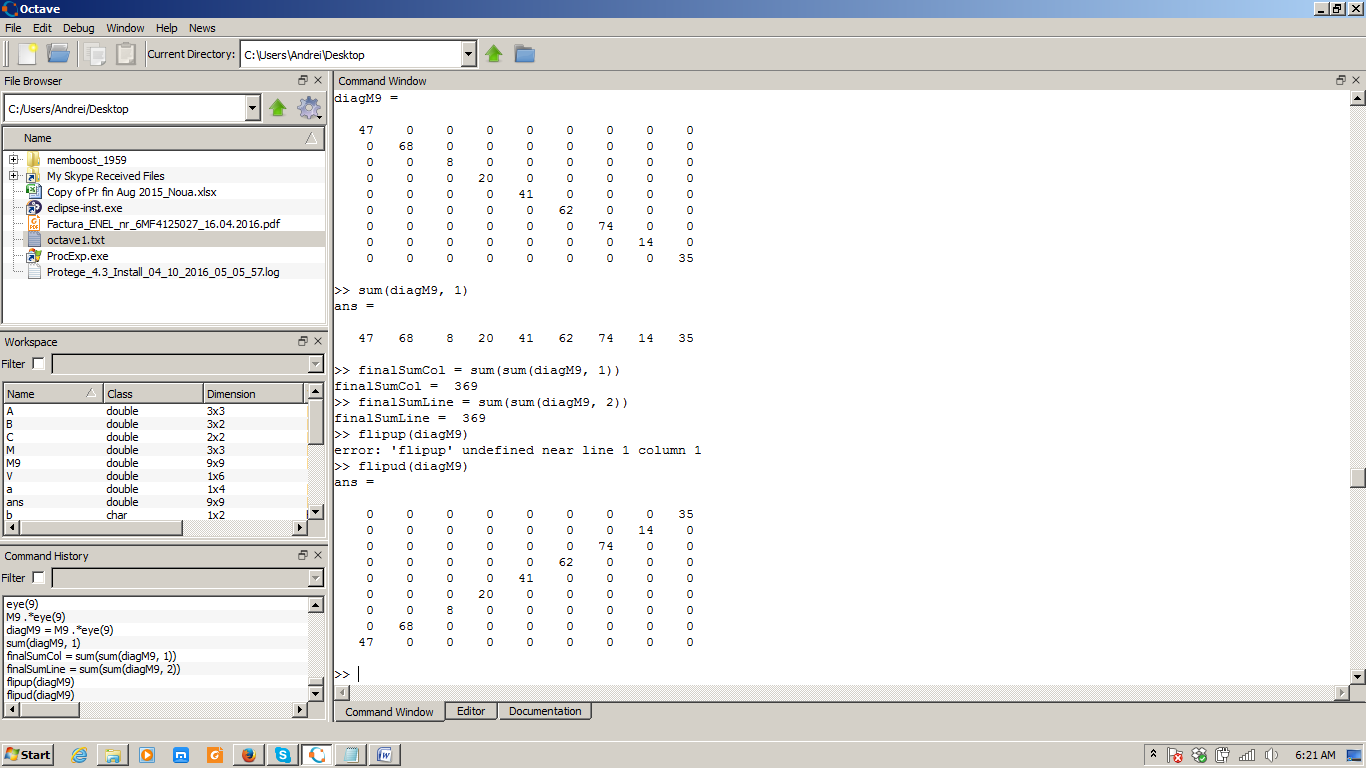 Octave
File Edit Debug Window Help News
Current Directory: C:\Users\Andrei\Desktop
File Browser
C:/Users/Andrei/Desktop
Name
memboost_1959
My Skype Received Files
Copy of Pr fin Aug 2015_Noua.xlsx
eclipse-inst.exe
Factura_ENEL_nr_6MF4125027_16.04.2016.pdf
octave1.txt
ProcExp.exe
Protege_4.3_Install_04_10_2016_05_05_57.log
Workspace
Filter
Name Class Dimension
A double 3x3
B double 3x2
C double 2x2
M double 3x3
M9 double 9x9
V double 1x6
a double 1x4
ans double 9x9
b char 1x2
Command History
Filter
eye(9)
M9 .*eye(9)
diagM9 = M9 .*eye(9)
sum(diagM9, 1)
finalSumCol = sum(sum(diagM9, 1))
finalSumLine = sum(sum(diagM9, 2))
flipup(diagM9)
flipud(diagM9)
Command Window
diagM9 =
47 0 0 0 0 0 0 0 0
0 68 0 0 0 0 0 0 0
0 0 8 0 0 0 0 0 0
0 0 0 20 0 0 0 0 0
0 0 0 0 41 0 0 0 0
0 0 0 0 0 62 0 0 0
0 0 0 0 0 0 74 0 0
0 0 0 0 0 0 0 14 0
0 0 0 0 0 0 0 0 35
>> sum(diagM9, 1)
ans =
47 68 8 20 41 62 74 14 35
>> finalSumCol = sum(sum(diagM9, 1))
finalSumCol = 369
>> finalSumLine = sum(sum(diagM9, 2))
finalSumLine = 369
>> flipup(diagM9)
error: 'flipup' undefined near line 1 column 1
>> flipud(diagM9)
ans =
0 0 0 0 0 0 0 0 35
0 0 0 0 0 0 0 14 0
0 0 0 0 0 0 74 0 0
0 0 0 0 0 62 0 0 0
0 0 0 0 41 0 0 0 0
0 0 0 20 0 0 0 0 0
0 0 8 0 0 0 0 0 0
0 68 0 0 0 0 0 0 0
47 0 0 0 0 0 0 0 0
>>
Command Window Editor Documentation
Start 6:21 AM